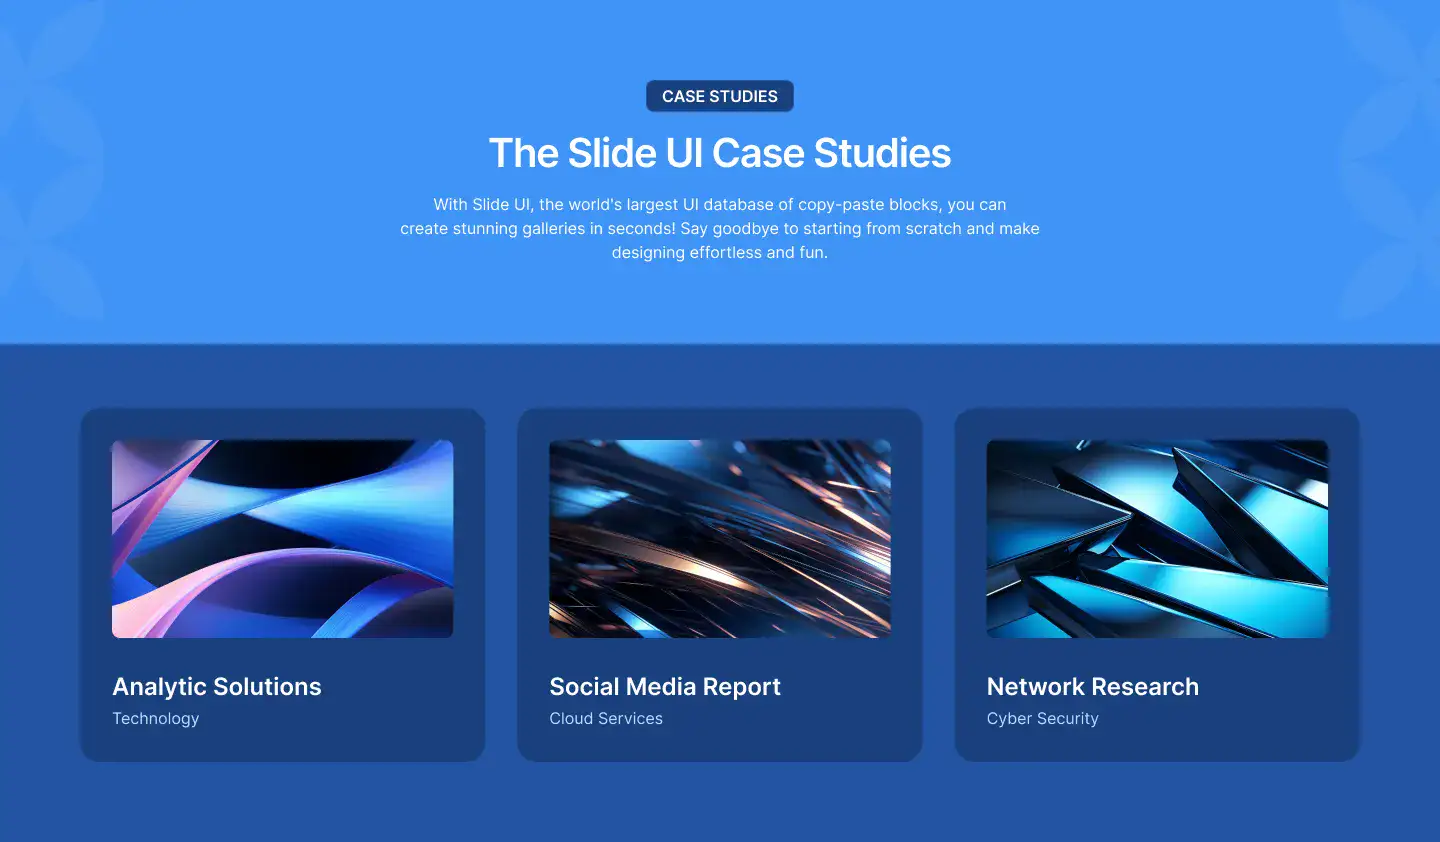 CASE STUDIES
The Slide UI Case Studies
With Slide UI, the world's largest UI database of copy-paste blocks, you can
create stunning galleries in seconds! Say goodbye to starting from scratch and make
designing effortless and fun.
Analytic Solutions
Technology
Social Media Report
Cloud Services
Network Research
Cyber Security